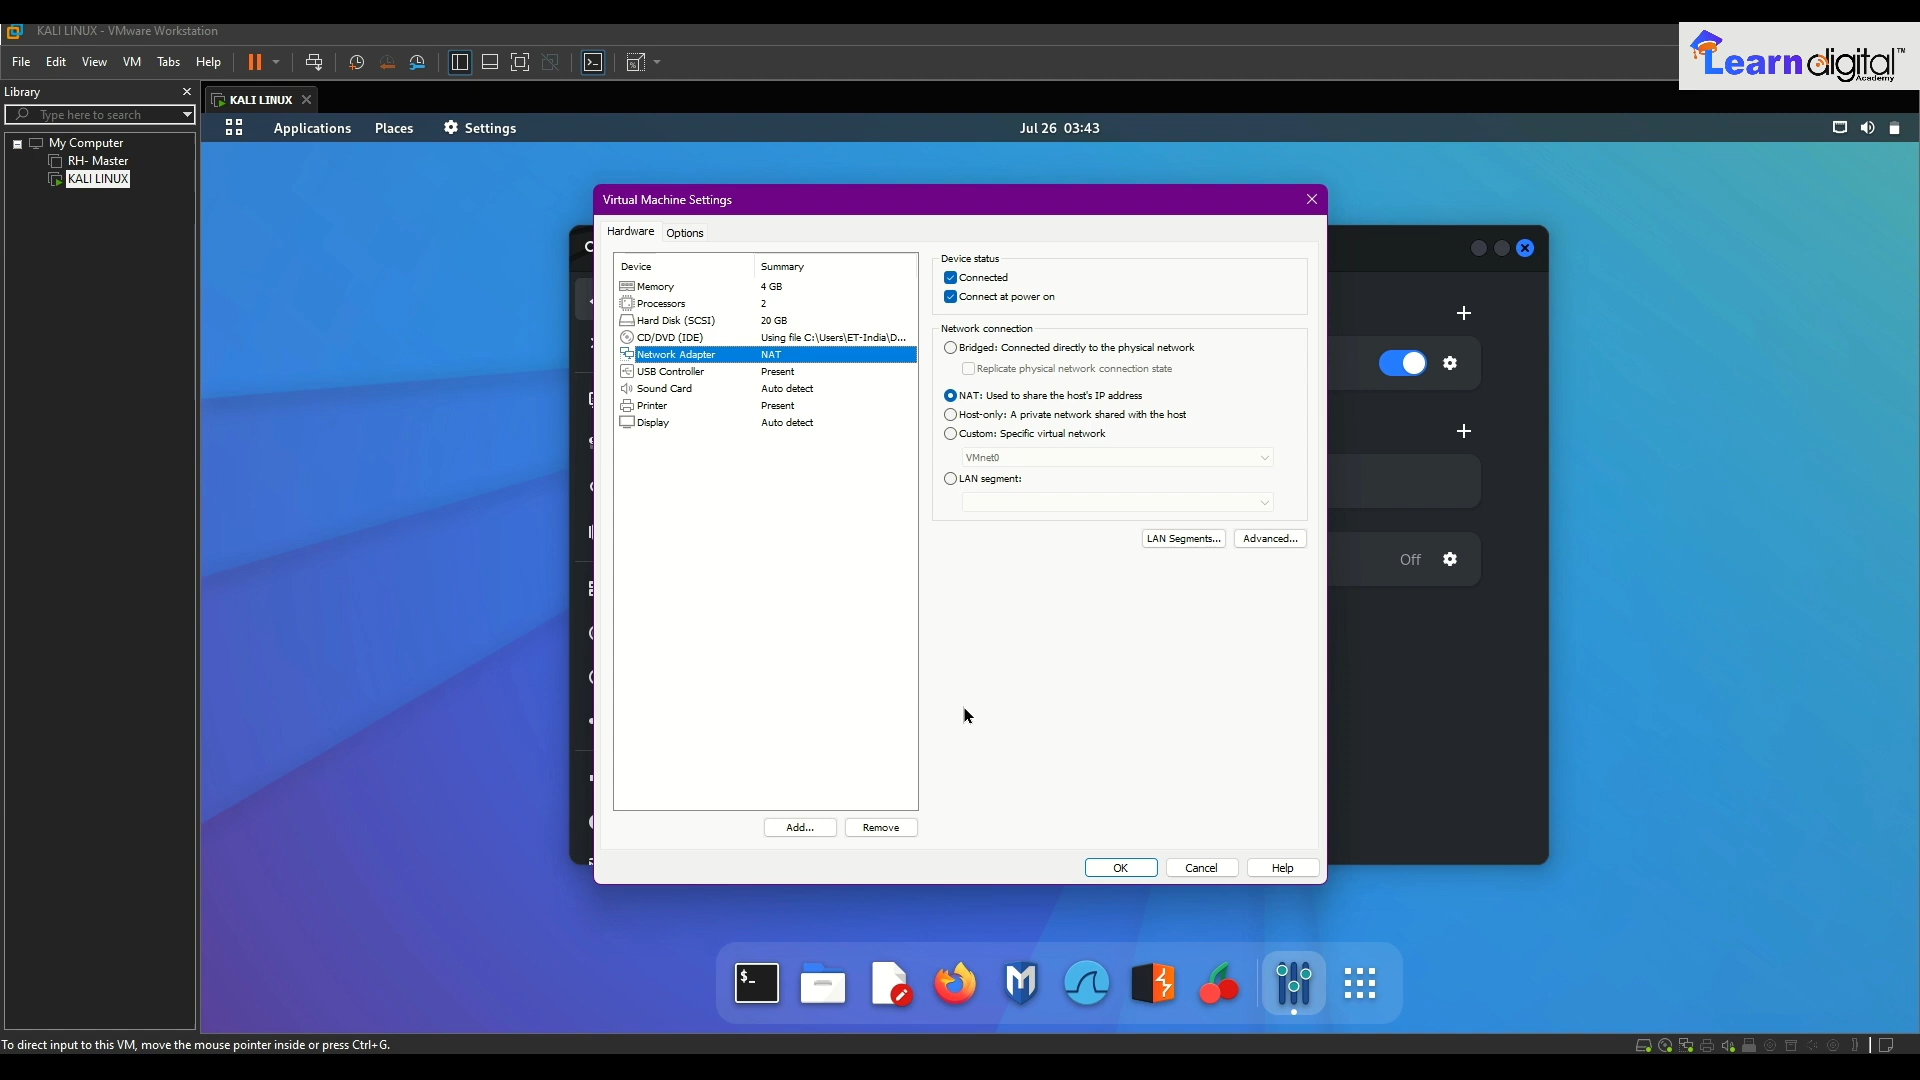 KALI LINUX - VMware Workstation
File Edit View VM Tabs Help
Learn digital™
Academy
Library
Type here to search
My Computer
RH- Master
KALI LINUX
KALI LINUX
Applications Places Settings
Jul 26 03:43
Virtual Machine Settings
Hardware Options
Device Summary
Memory 4 GB
Processors 2
Hard Disk (SCSI) 20 GB
CD/DVD (IDE) Using file C:\Users\ET-India\D...
Network Adapter NAT
USB Controller Present
Sound Card Auto detect
Printer Present
Display Auto detect
Device status
Connected
Connect at power on
Network connection
Bridged: Connected directly to the physical network
Replicate physical network connection state
NAT: Used to share the host's IP address
Host-only: A private network shared with the host
Custom: Specific virtual network
VMnet0
LAN segment:
LAN Segments... Advanced...
Off
Add... Remove
OK Cancel Help
$_
To direct input to this VM, move the mouse pointer inside or press Ctrl+G.